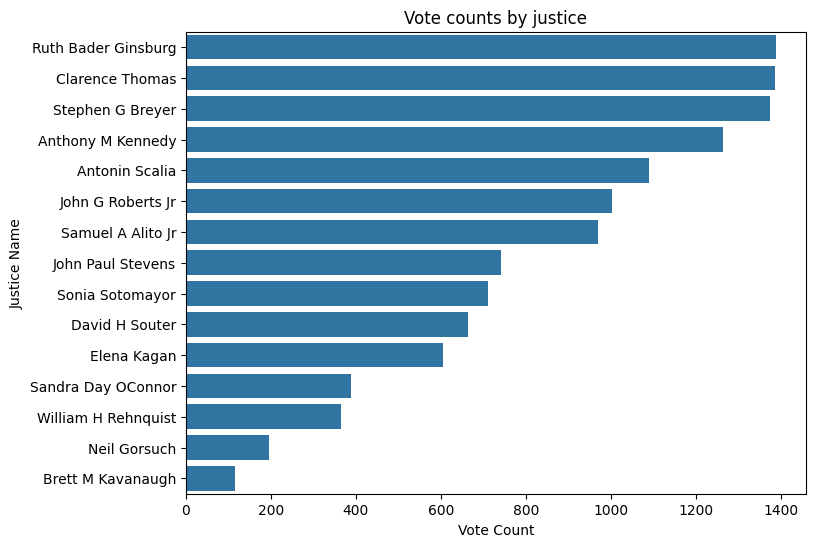 Vote counts by justice
Ruth Bader Ginsburg
Clarence Thomas
Stephen G Breyer
Anthony M Kennedy
Antonin Scalia
John G Roberts Jr
Samuel A Alito Jr
John Paul Stevens
Sonia Sotomayor
David H Souter
Elena Kagan
Sandra Day OConnor
William H Rehnquist
Neil Gorsuch
Brett M Kavanaugh
Justice Name
0 200 400 600 800 1000 1200 1400
Vote Count